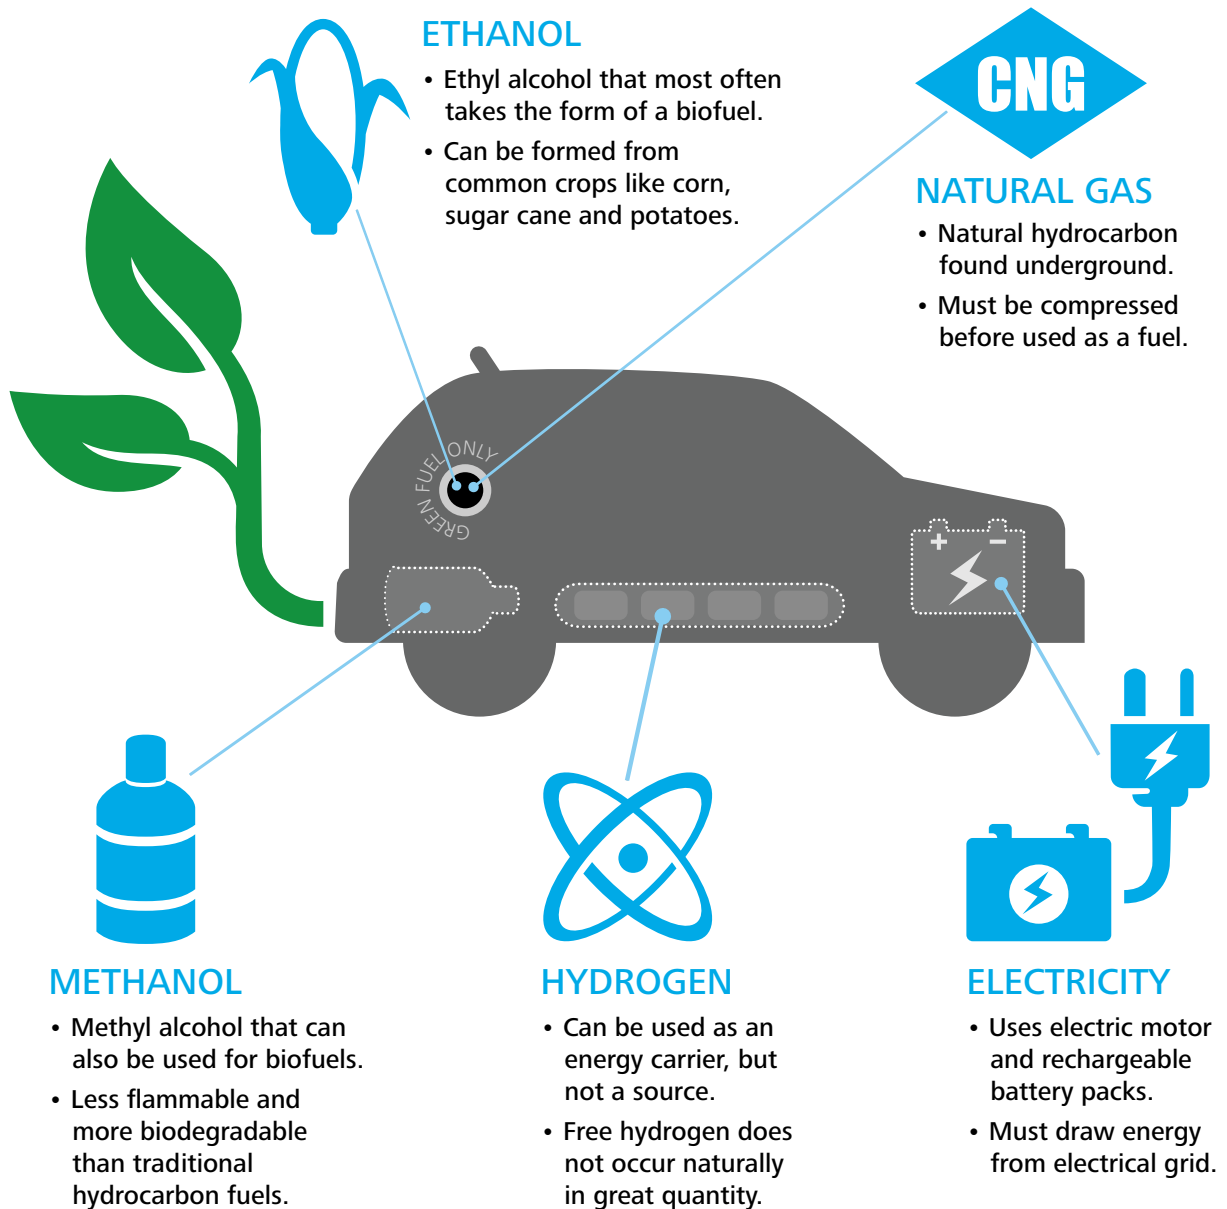 ETHANOL
• Ethyl alcohol that most often
takes the form of a biofuel.
• Can be formed from
common crops like corn,
sugar cane and potatoes.
CNG
NATURAL GAS
• Natural hydrocarbon
found underground.
• Must be compressed
before used as a fuel.
GREEN FUEL ONLY
+ −
METHANOL
• Methyl alcohol that can
also be used for biofuels.
• Less flammable and
more biodegradable
than traditional
hydrocarbon fuels.
HYDROGEN
• Can be used as an
energy carrier, but
not a source.
• Free hydrogen does
not occur naturally
in great quantity.
ELECTRICITY
• Uses electric motor
and rechargeable
battery packs.
• Must draw energy
from electrical grid.